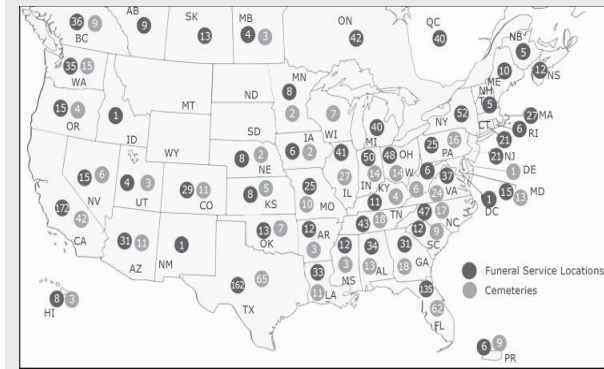 AB
SK
MB
ON
QC
36 9
BC
9
13
4 3
42
40
NB
5
35 15
WA
MT
ND
MN
8
2
ME
10
12
NS
NH
5
15 4
OR
1
ID
SD
WI
7
40
MI
NY
52
27
MA
CT
6
RI
21
WY
IA
6 2
41
50
48
OH
25
16
PA
21
NJ
15 6
NV
4 3
UT
29 11
CO
8 2
NE
8 5
KS
25
10
MO
27
IL
14
IN
14
W
11
KY
4
6
6
37
24
VA
1
DE
15
MD
13
1
DC
172
42
CA
31 11
AZ
1
NM
13 7
OK
12
AR
3
43 18
TN
47 17
NC
12
SC
9
162
65
TX
33
LA
11
12
3
MS
34
13
AL
31
GA
18
135
62
FL
8 3
HI
6 9
PR
Funeral Service Locations
Cemeteries